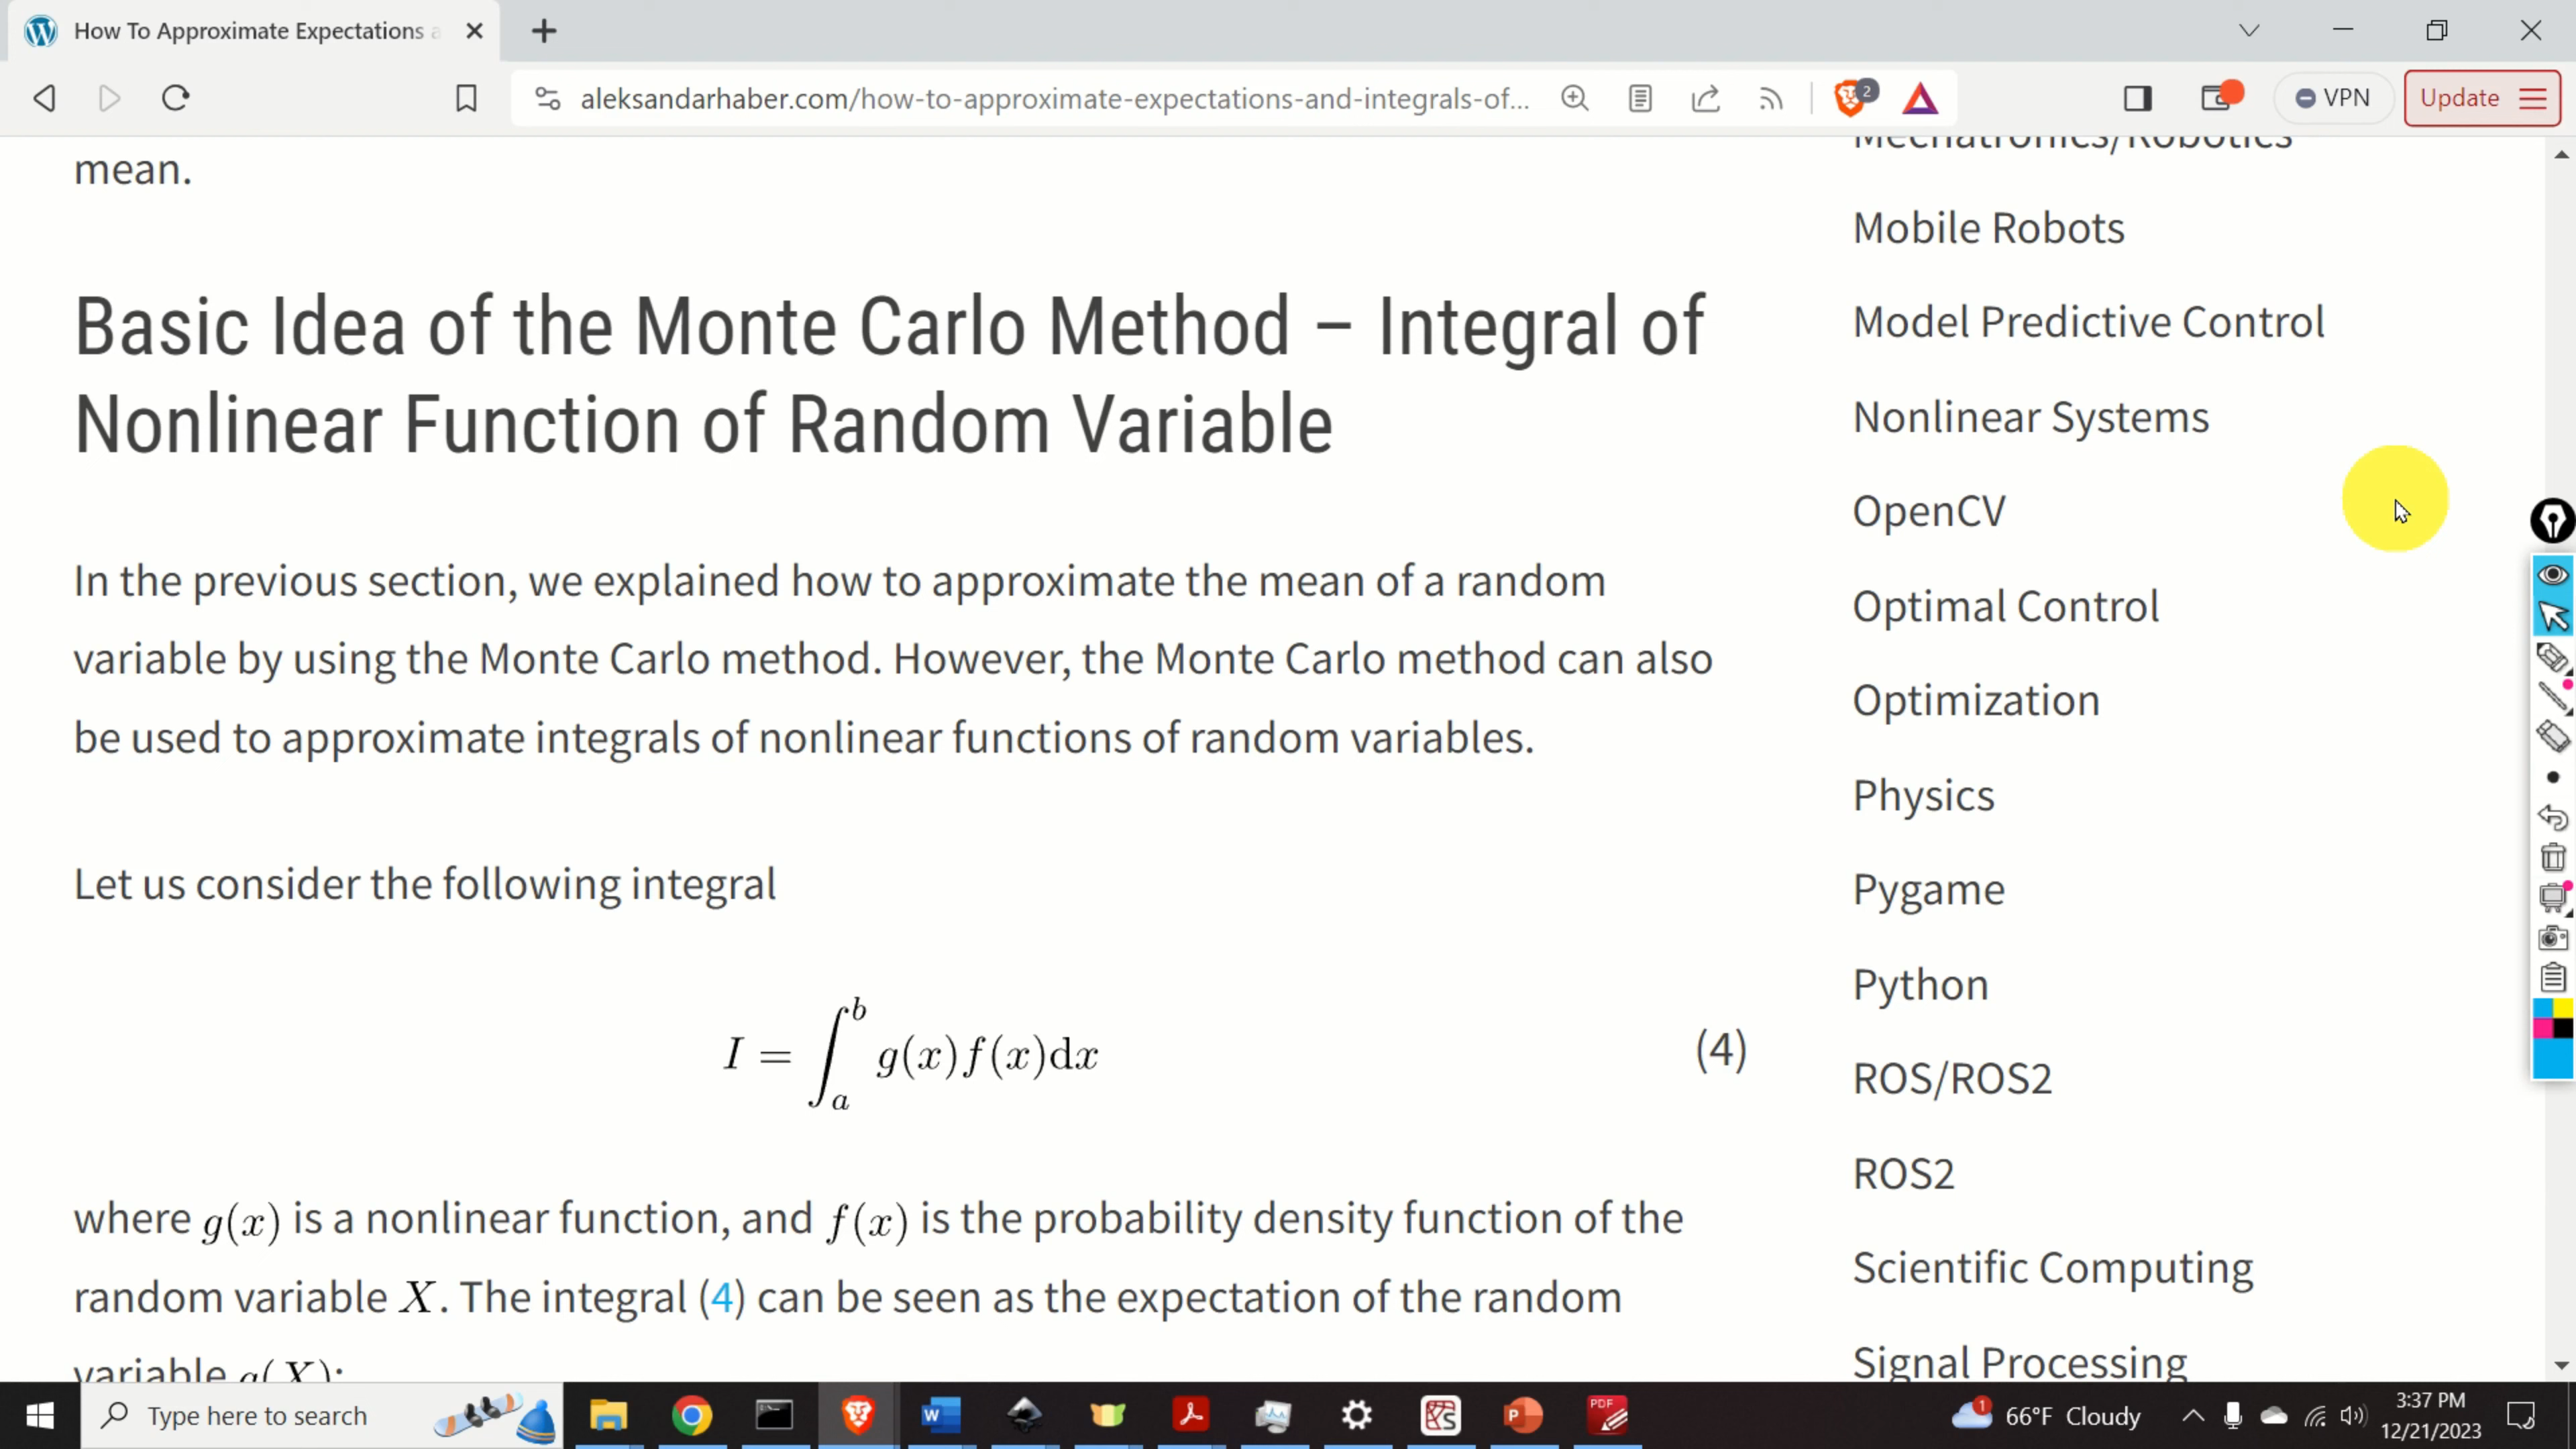 How To Approximate Expectations a
aleksandarhaber.com/how-to-approximate-expectations-and-integrals-of...
2
VPN
Update
mean.
Basic Idea of the Monte Carlo Method – Integral of
Nonlinear Function of Random Variable
In the previous section, we explained how to approximate the mean of a random
variable by using the Monte Carlo method. However, the Monte Carlo method can also
be used to approximate integrals of nonlinear functions of random variables.
Let us consider the following integral
I = ∫_a^b g(x)f(x)dx (4)
where g(x) is a nonlinear function, and f(x) is the probability density function of the
random variable X. The integral (4) can be seen as the expectation of the random
variable g(X):
Mechatronics/Robotics
Mobile Robots
Model Predictive Control
Nonlinear Systems
OpenCV
Optimal Control
Optimization
Physics
Pygame
Python
ROS/ROS2
ROS2
Scientific Computing
Signal Processing
Type here to search
W
P
PDF
1
66°F Cloudy
3:37 PM
12/21/2023